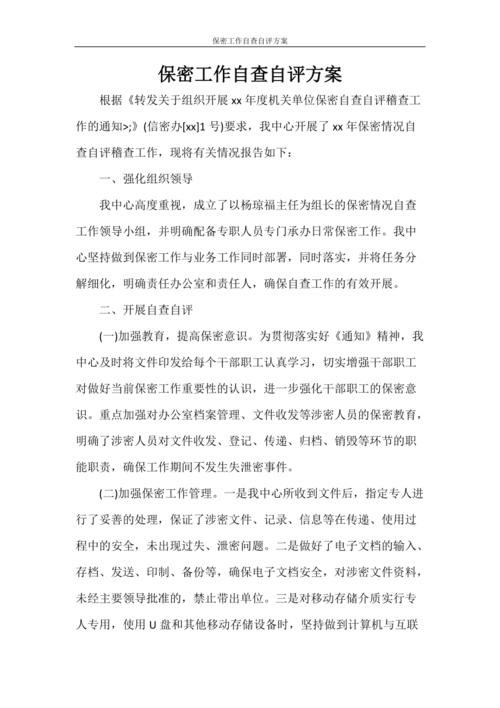 保密工作自查自评方案
保密工作自查自评方案
根据《转发关于组织开展 xx 年度机关单位保密自查自评稽查工
作的通知>;》(信密办[xx]1 号)要求，我中心开展了 xx 年保密情况自
查自评稽查工作，现将有关情况报告如下：
一、强化组织领导
我中心高度重视，成立了以杨琼福主任为组长的保密情况自查
工作领导小组，并明确配备专职人员专门承办日常保密工作。我中
心坚持做到保密工作与业务工作同时部署，同时落实，并将任务分
解细化，明确责任办公室和责任人，确保自查工作的有效开展。
二、开展自查自评
(一)加强教育，提高保密意识。为贯彻落实好《通知》精神，我
中心及时将文件印发给每个干部职工认真学习，切实增强干部职工
对做好当前保密工作重要性的认识，进一步强化干部职工的保密意
识。重点加强对办公室档案管理、文件收发等涉密人员的保密教育，
明确了涉密人员对文件收发、登记、传递、归档、销毁等环节的职
能职责，确保工作期间不发生失泄密事件。
(二)加强保密工作管理。一是我中心所收到文件后，指定专人进
行了妥善的处理，保证了涉密文件、记录、信息等在传递、使用过
程中的安全，未出现过失、泄密问题。二是做好了电子文档的输入、
存档、发送、印制、备份等，确保电子文档安全，对涉密文件资料，
未经主要领导批准的，禁止带出单位。三是对移动存储介质实行专
人专用，使用 U 盘和其他移动存储设备时，坚持做到计算机与互联